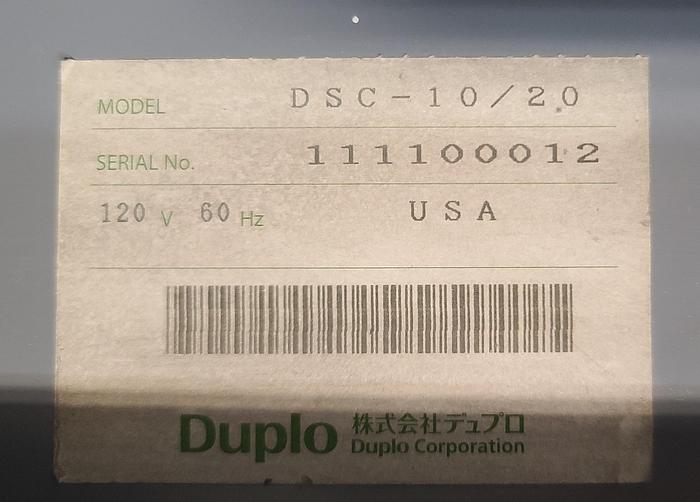 MODEL DSC-10/20
SERIAL No. 111100012
120 V 60 Hz USA
Duplo 株式会社デュプロ
Duplo Corporation